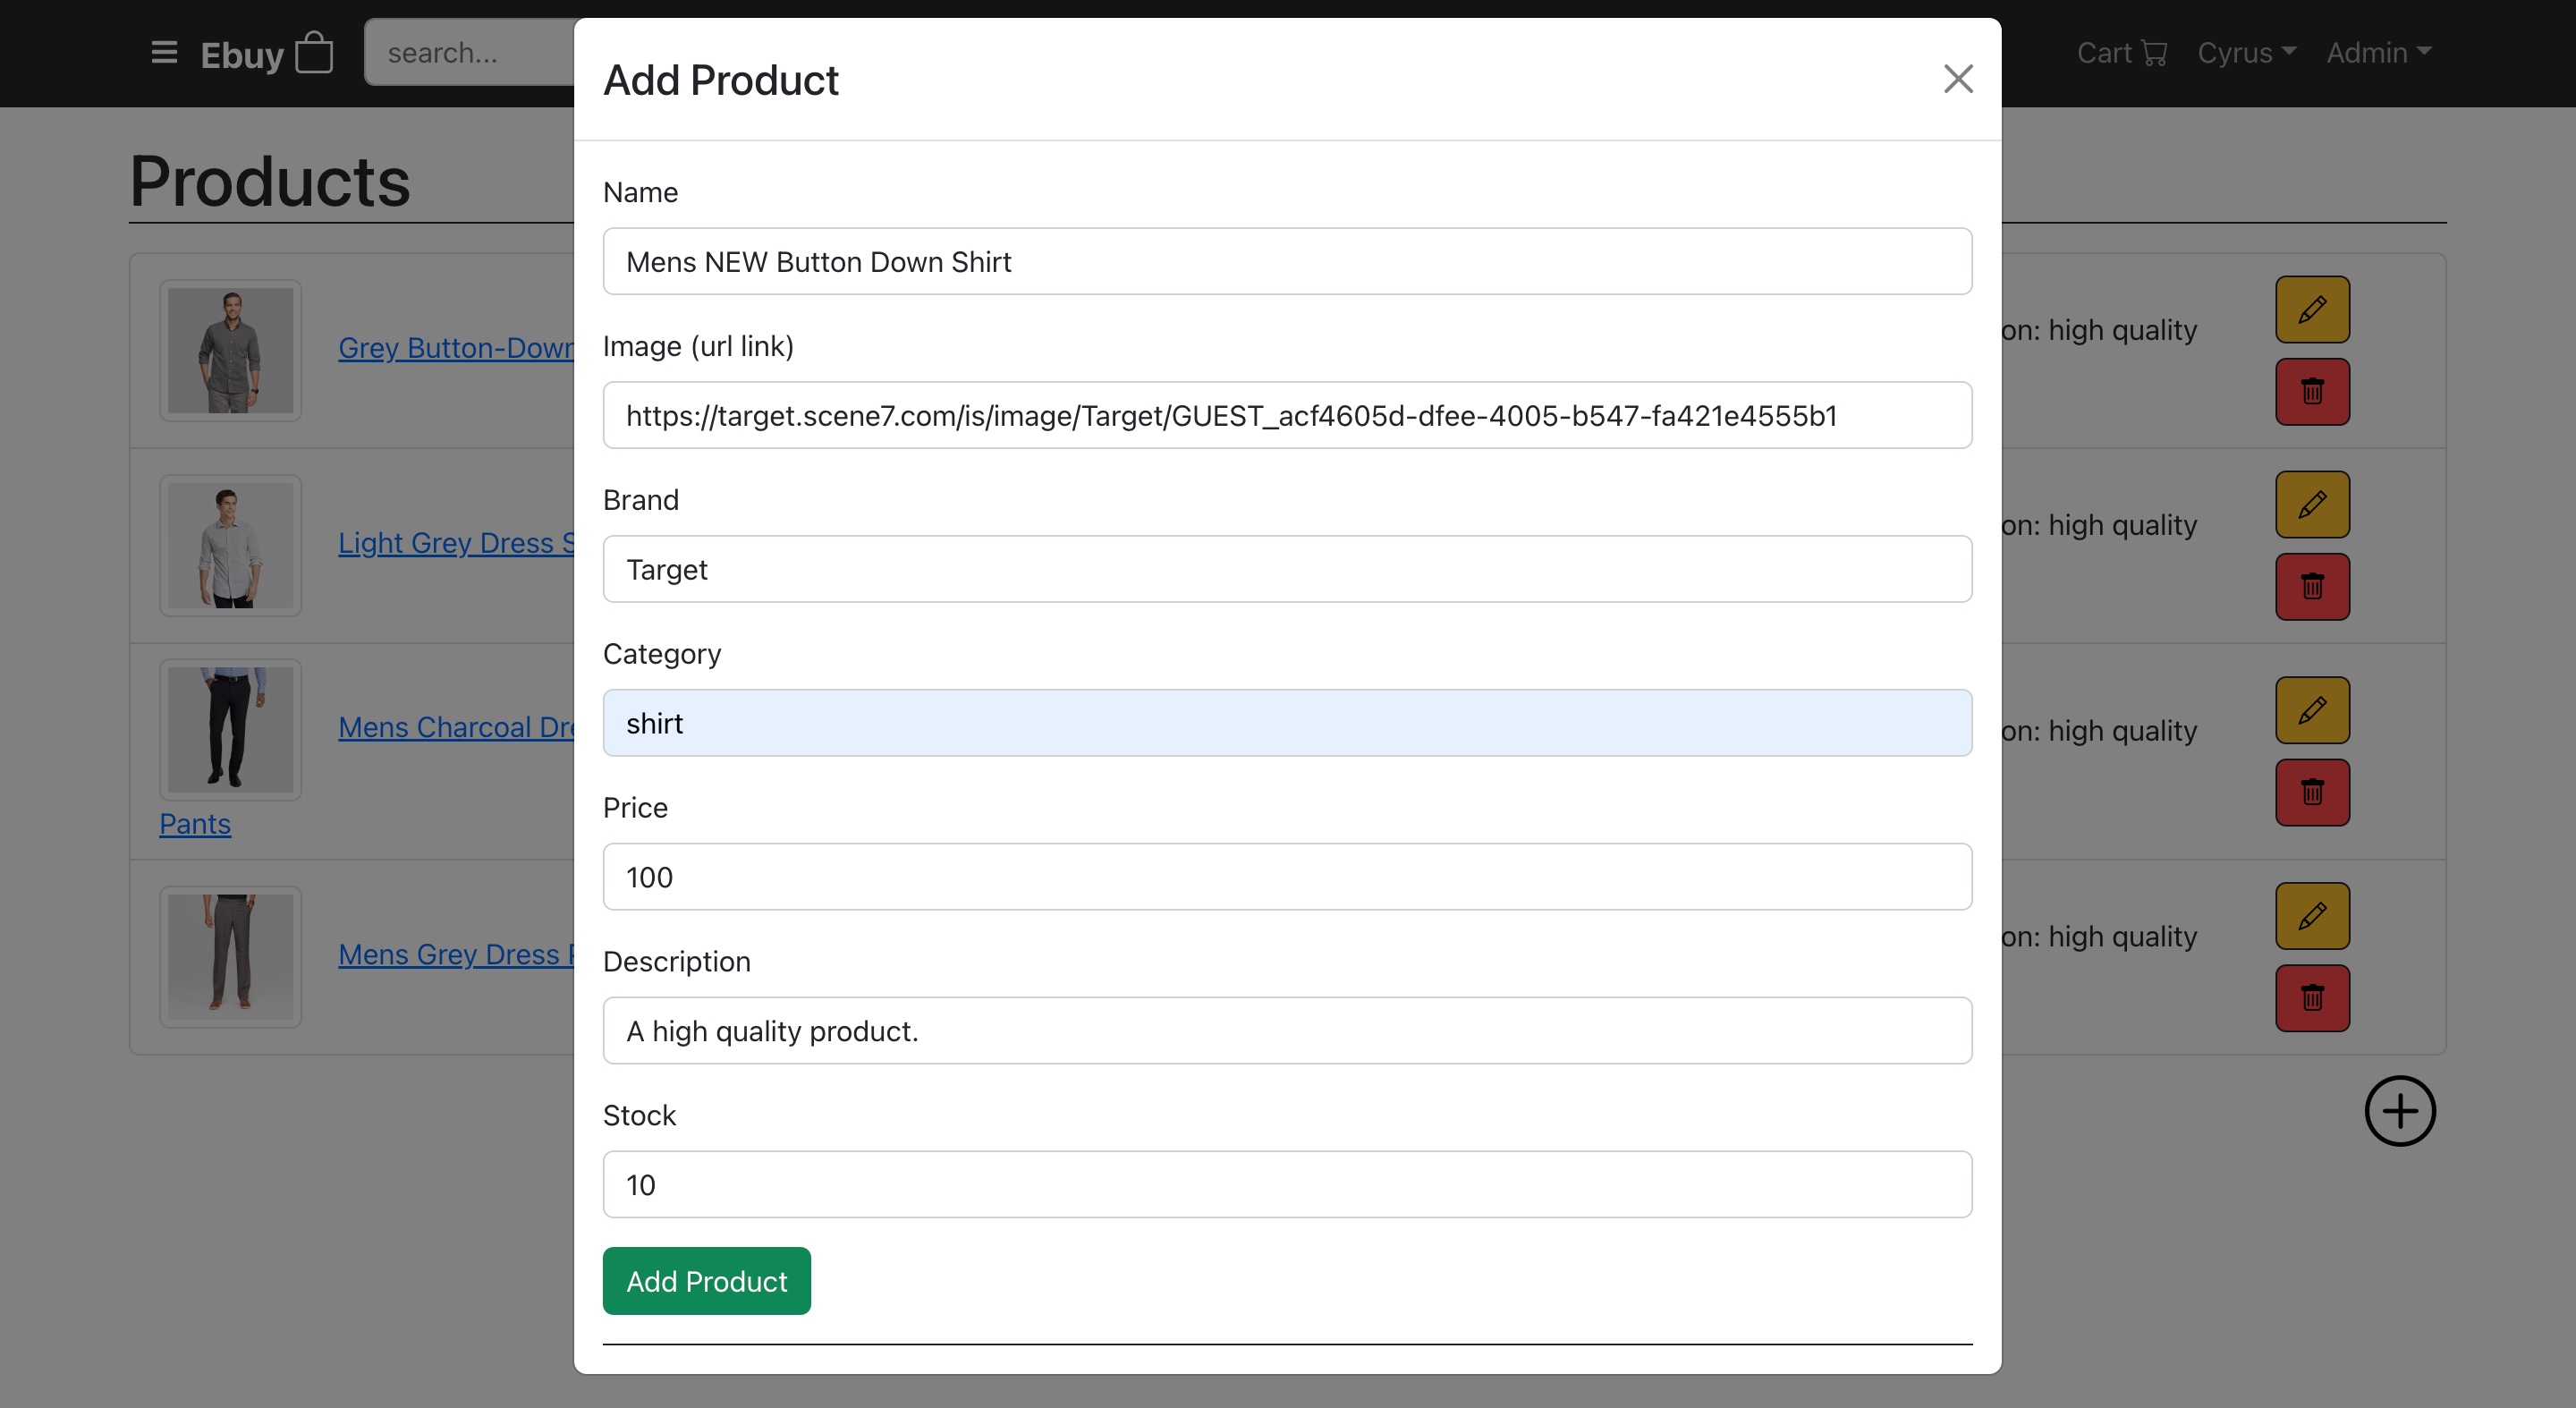 Ebuy
search...
Cart
Cyrus
Admin
Add Product
Products
Name
Mens NEW Button Down Shirt
Image (url link)
https://target.scene7.com/is/image/Target/GUEST_acf4605d-dfee-4005-b547-fa421e4555b1
Brand
Target
Category
shirt
Price
100
Description
A high quality product.
Stock
10
Add Product
Grey Button-Down
on: high quality
Light Grey Dress S
on: high quality
Mens Charcoal Dre
Pants
on: high quality
Mens Grey Dress
on: high quality